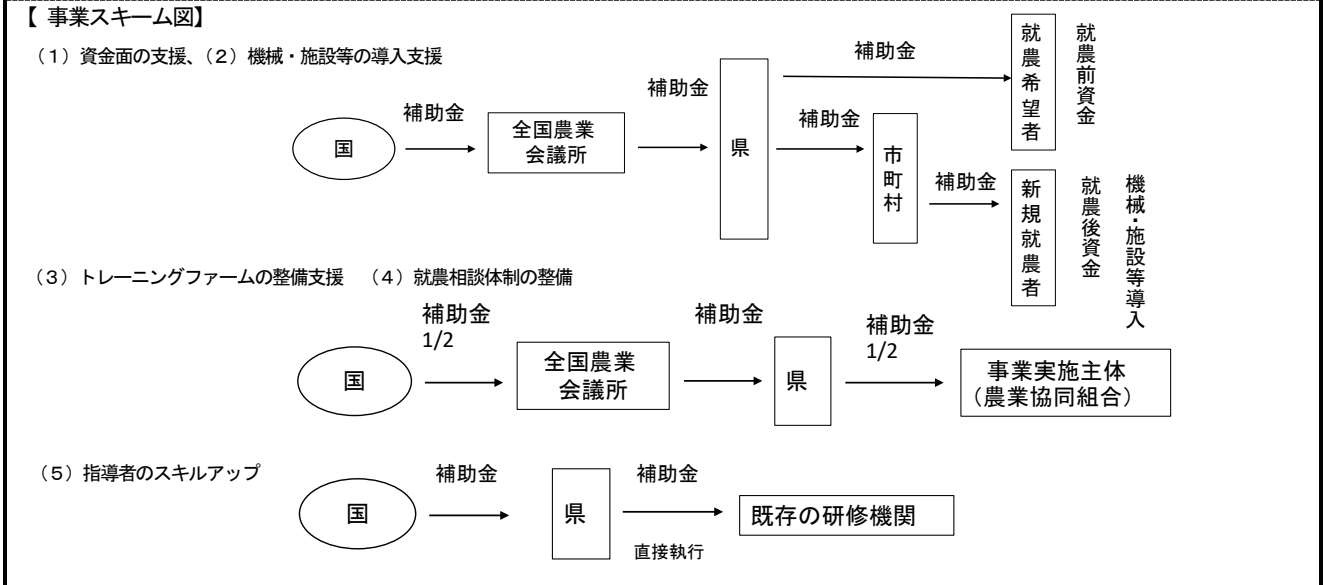 【 事業スキーム図】
（１）資金面の支援、（２）機械・施設等の導入支援
国
補助金
全国農業
会議所
補助金
県
補助金
就農希望者
就農前資金
補助金
市町村
補助金
新規就農者
就農後資金
機械・施設等導入
（３）トレーニングファームの整備支援　（４）就農相談体制の整備
国
補助金
1/2
全国農業
会議所
補助金
県
補助金
1/2
事業実施主体
（農業協同組合）
（５）指導者のスキルアップ
国
補助金
県
補助金
直接執行
既存の研修機関